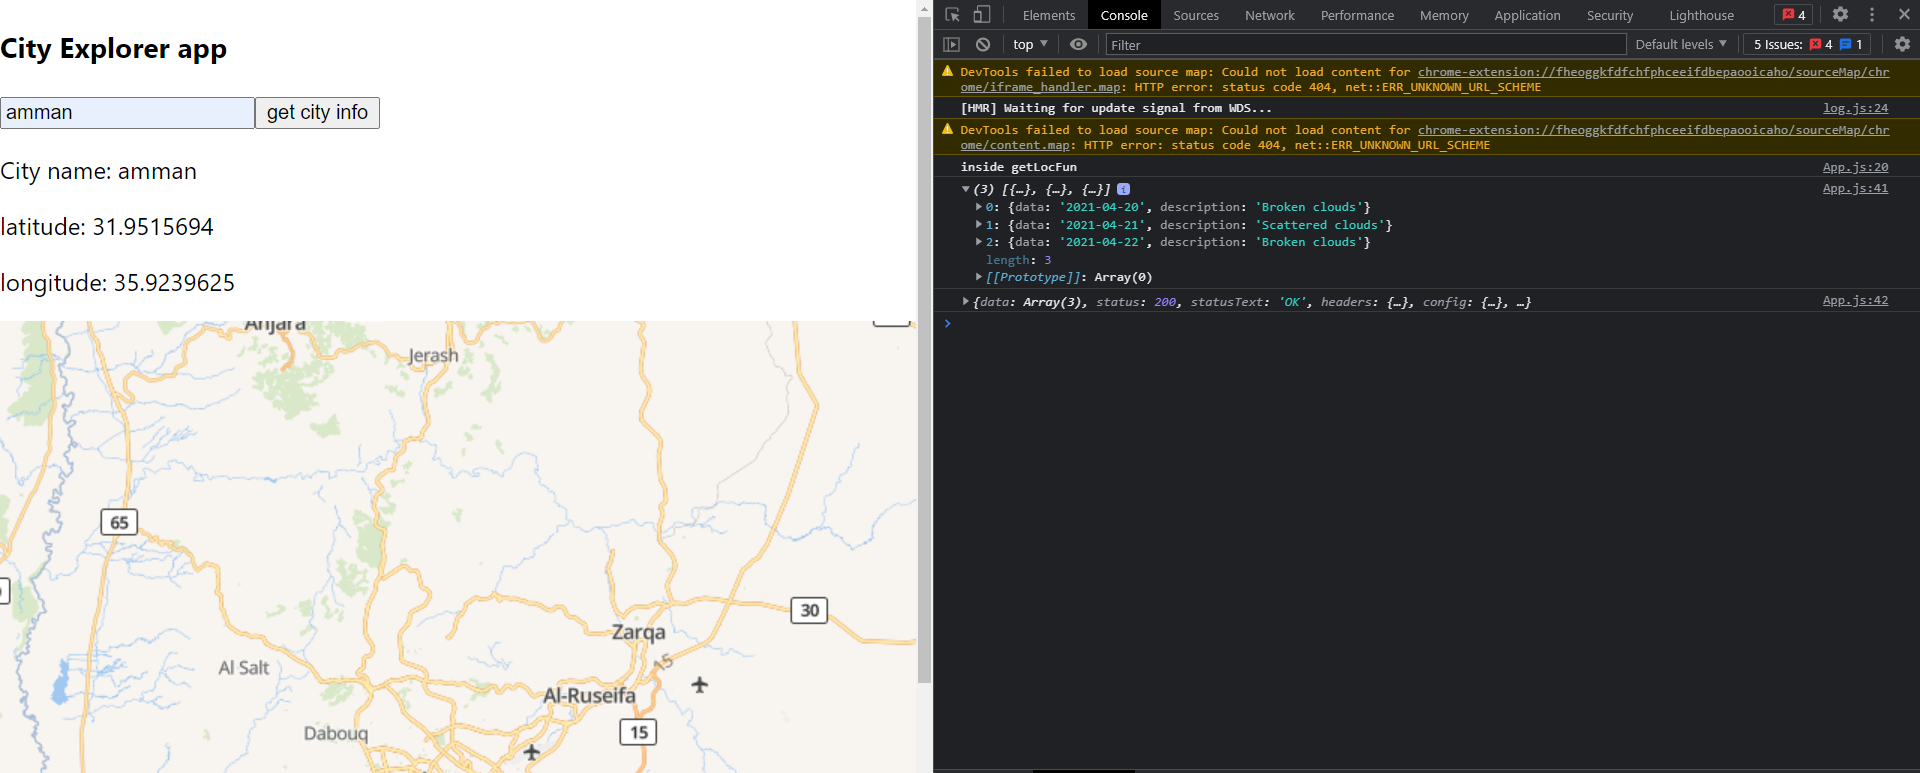 City Explorer app
amman get city info
City name: amman
latitude: 31.9515694
longitude: 35.9239625
Anjara
Jerash
65
30
Zarqa
15
Al Salt
Al-Ruseifa
15
Dabouq
Elements Console Sources Network Performance Memory Application Security Lighthouse 4
top Filter Default levels 5 Issues: 4 1
DevTools failed to load source map: Could not load content for chrome-extension://fheoggkfdfchfphceeifdbepaooicaho/sourceMap/chr
ome/iframe_handler.map: HTTP error: status code 404, net::ERR_UNKNOWN_URL_SCHEME
[HMR] Waiting for update signal from WDS... log.js:24
DevTools failed to load source map: Could not load content for chrome-extension://fheoggkfdfchfphceeifdbepaooicaho/sourceMap/chr
ome/content.map: HTTP error: status code 404, net::ERR_UNKNOWN_URL_SCHEME
inside getLocFun App.js:20
(3) [{…}, {…}, {…}] i App.js:41
0: {data: '2021-04-20', description: 'Broken clouds'}
1: {data: '2021-04-21', description: 'Scattered clouds'}
2: {data: '2021-04-22', description: 'Broken clouds'}
length: 3
[[Prototype]]: Array(0)
{data: Array(3), status: 200, statusText: 'OK', headers: {…}, config: {…}, …} App.js:42